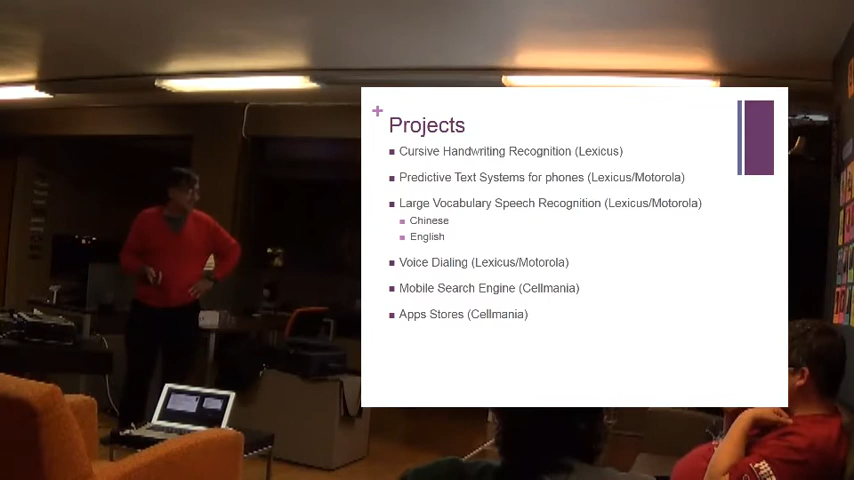 +
Projects
Cursive Handwriting Recognition (Lexicus)
Predictive Text Systems for phones (Lexicus/Motorola)
Large Vocabulary Speech Recognition (Lexicus/Motorola)
Chinese
English
Voice Dialing (Lexicus/Motorola)
Mobile Search Engine (Cellmania)
Apps Stores (Cellmania)